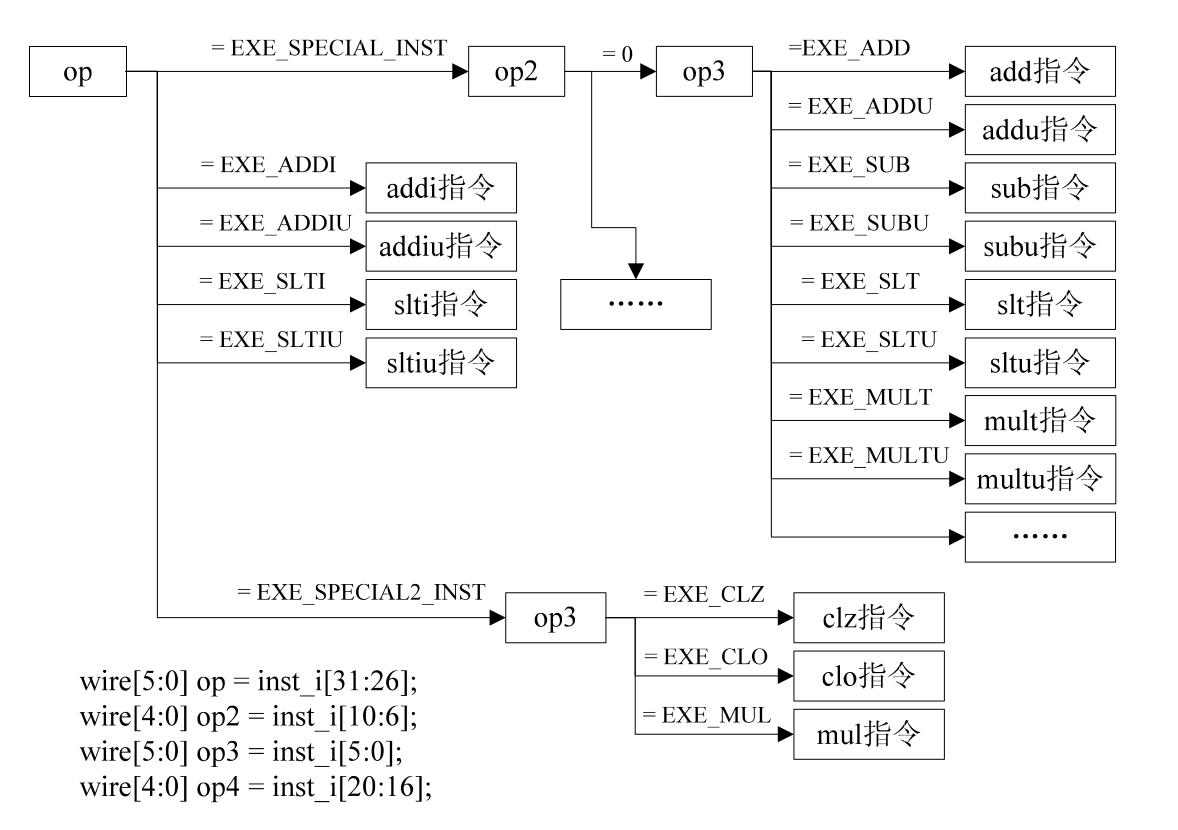 op
= EXE_SPECIAL_INST
op2
= 0
op3
=EXE_ADD
add指令
= EXE_ADDU
addu指令
= EXE_SUB
sub指令
= EXE_SUBU
subu指令
= EXE_SLT
slt指令
= EXE_SLTU
sltu指令
= EXE_MULT
mult指令
= EXE_MULTU
multu指令
……
……
= EXE_ADDI
addi指令
= EXE_ADDIU
addiu指令
= EXE_SLTI
slti指令
= EXE_SLTIU
sltiu指令
= EXE_SPECIAL2_INST
op3
= EXE_CLZ
clz指令
= EXE_CLO
clo指令
= EXE_MUL
mul指令
wire[5:0] op = inst_i[31:26];
wire[4:0] op2 = inst_i[10:6];
wire[5:0] op3 = inst_i[5:0];
wire[4:0] op4 = inst_i[20:16];